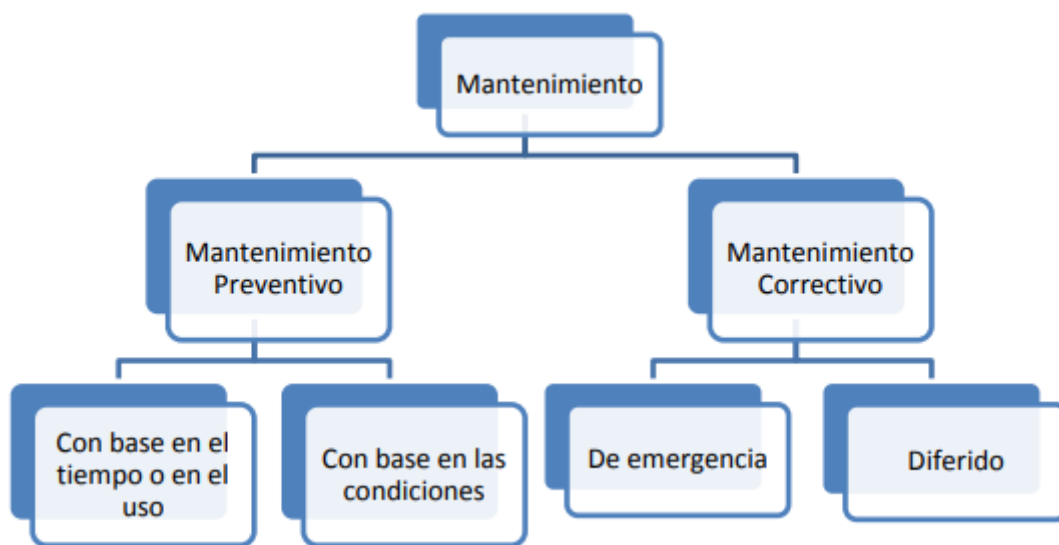 Mantenimiento
Mantenimiento
Preventivo
Mantenimiento
Correctivo
Con base en el
tiempo o en el
uso
Con base en las
condiciones
De emergencia
Diferido